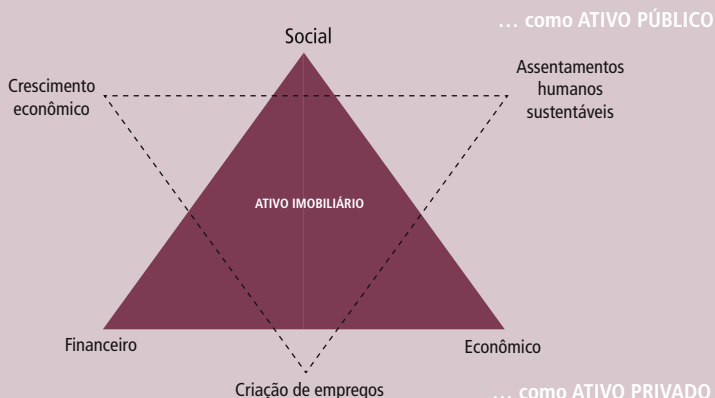 … como ATIVO PÚBLICO
Social
Crescimento
econômico
Assentamentos
humanos
sustentáveis
ATIVO IMOBILIÁRIO
Financeiro
Econômico
Criação de empregos
… como ATIVO PRIVADO